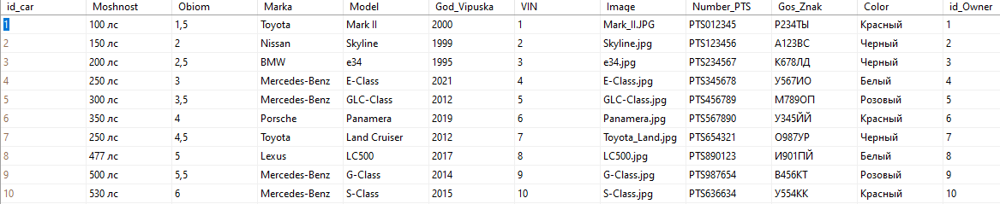 id_car Moshnost Obiom Marka Model God_Vipuska VIN Image Number_PTS Gos_Znak Color id_Owner
1 100 лс 1,5 Toyota Mark II 2000 1 Mark_II.JPG PTS012345 Р234ТЫ Красный 1
2 150 лс 2 Nissan Skyline 1999 2 Skyline.jpg PTS123456 А123ВС Черный 2
3 200 лс 2,5 BMW e34 1995 3 e34.jpg PTS234567 К678ЛД Черный 3
4 250 лс 3 Mercedes-Benz E-Class 2021 4 E-Class.jpg PTS345678 У567ИО Белый 4
5 300 лс 3,5 Mercedes-Benz GLC-Class 2012 5 GLC-Class.jpg PTS456789 М789ОП Розовый 5
6 350 лс 4 Porsche Panamera 2019 6 Panamera.jpg PTS567890 У345ЙЙ Красный 6
7 250 лс 4,5 Toyota Land Cruiser 2012 7 Toyota_Land.jpg PTS654321 О987УР Черный 7
8 477 лс 5 Lexus LC500 2017 8 LC500.jpg PTS890123 И901ПЙ Белый 8
9 500 лс 5,5 Mercedes-Benz G-Class 2014 9 G-Class.jpg PTS987654 В456КТ Розовый 9
10 530 лс 6 Mercedes-Benz S-Class 2015 10 S-Class.jpg PTS636634 У554КК Красный 10